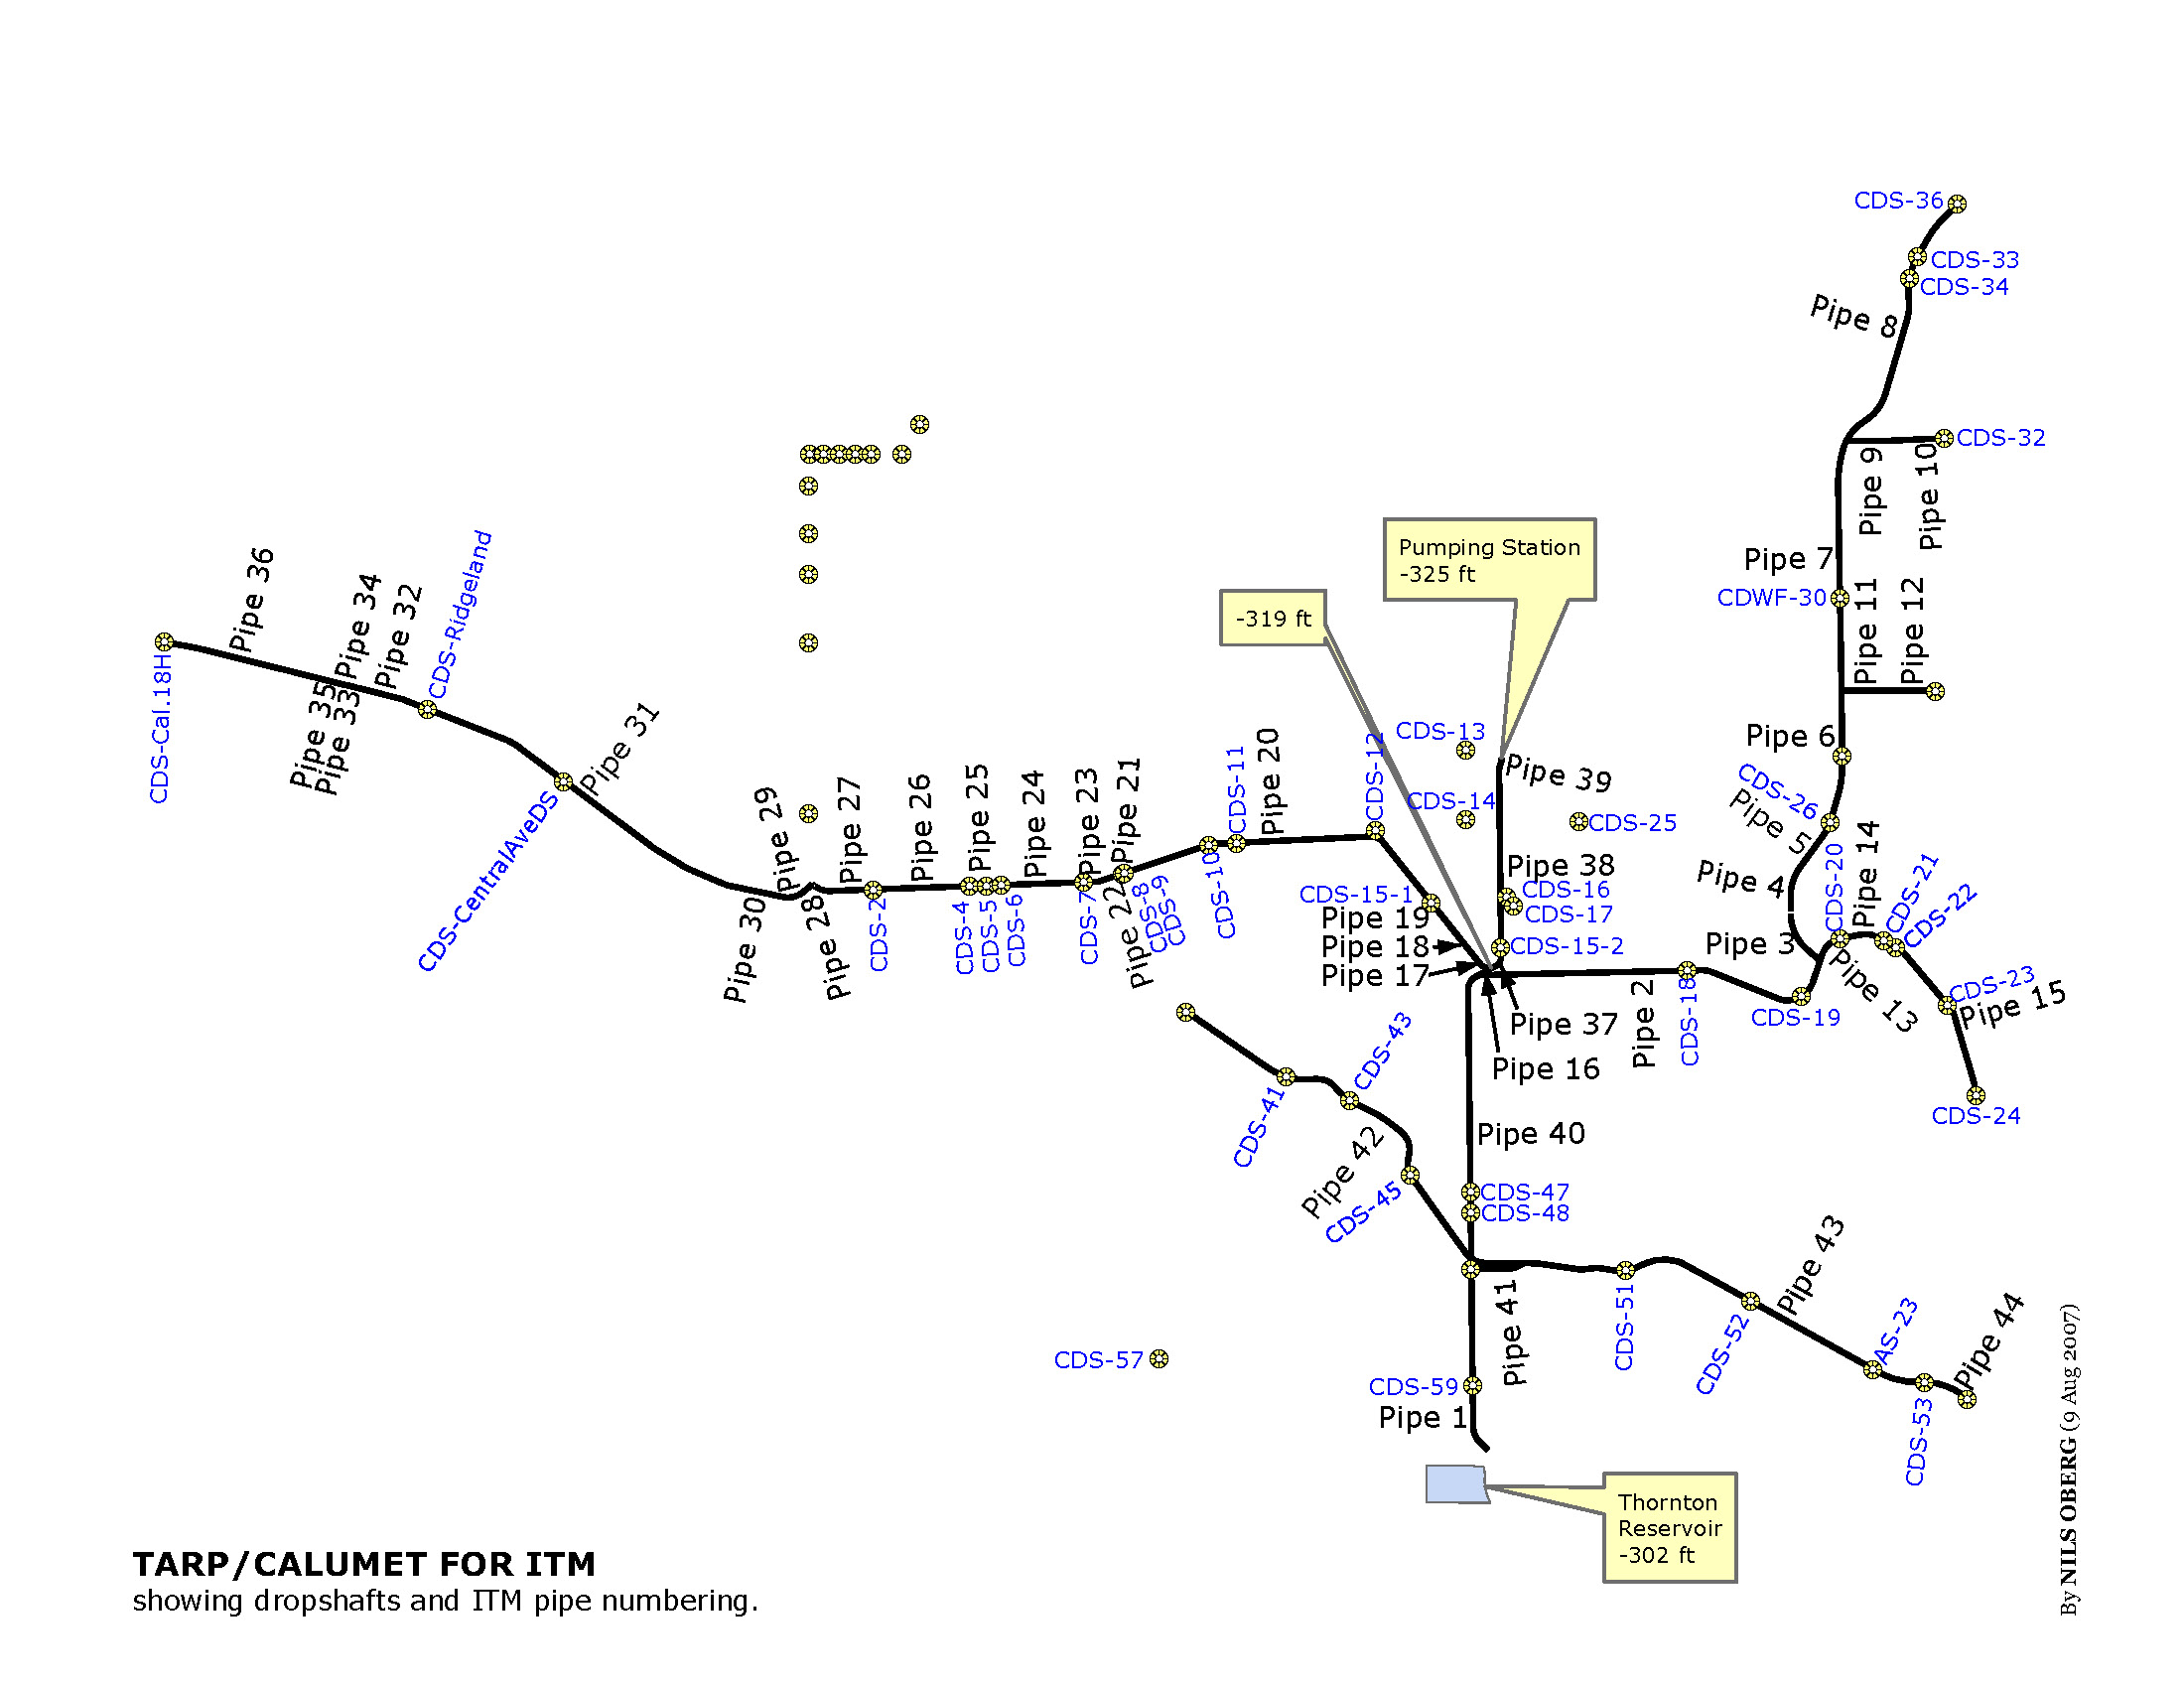 CDS-36
CDS-33
CDS-34
Pipe 8
CDS-32
Pipe 9
Pipe 10
Pipe 7
CDWF-30
Pipe 11
Pipe 12
Pipe 6
CDS-26
Pipe 5
Pipe 4
CDS-20
Pipe 14
CDS-21
CDS-22
Pipe 3
Pipe 13
CDS-23
Pipe 15
CDS-19
CDS-24
Pumping Station
-325 ft
-319 ft
CDS-13
CDS-12
Pipe 39
CDS-14
CDS-25
Pipe 38
CDS-16
CDS-17
CDS-15-2
CDS-15-1
Pipe 19
Pipe 18
Pipe 17
Pipe 37
Pipe 16
Pipe 2
CDS-18
Pipe 36
Pipe 34
Pipe 32
CDS-Ridgeland
CDS-Cal.18H
Pipe 35
Pipe 33
Pipe 31
CDS-CentralAveDS
Pipe 29
Pipe 30
Pipe 28
Pipe 27
CDS-2
Pipe 26
Pipe 25
CDS-4
CDS-5
CDS-6
Pipe 24
Pipe 23
CDS-7
Pipe 21
Pipe 22
CDS-8
CDS-9
CDS-10
CDS-11
Pipe 20
CDS-41
CDS-43
Pipe 42
CDS-45
Pipe 40
CDS-47
CDS-48
Pipe 41
CDS-51
CDS-52
Pipe 43
AS-23
CDS-53
Pipe 44
CDS-57
CDS-59
Pipe 1
Thornton
Reservoir
-302 ft
TARP/CALUMET FOR ITM
showing dropshafts and ITM pipe numbering.
By NILS OBERG (9 Aug 2007)